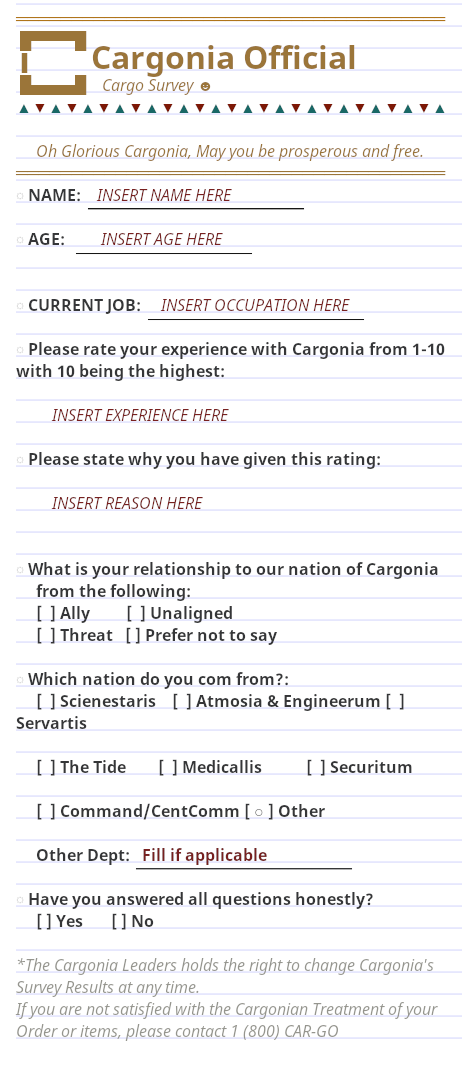 Cargonia Official
Cargo Survey ☻
▲ ▼ ▲ ▼ ▲ ▼ ▲ ▼ ▲ ▼ ▲ ▼ ▲ ▼ ▲ ▼ ▲ ▼ ▲ ▼ ▲ ▼ ▲ ▼ ▲ ▼ ▲
Oh Glorious Cargonia, May you be prosperous and free.
○ NAME: INSERT NAME HERE
○ AGE: INSERT AGE HERE
○ CURRENT JOB: INSERT OCCUPATION HERE
○ Please rate your experience with Cargonia from 1-10
with 10 being the highest:
INSERT EXPERIENCE HERE
○ Please state why you have given this rating:
INSERT REASON HERE
○ What is your relationship to our nation of Cargonia
from the following:
[ ] Ally [ ] Unaligned
[ ] Threat [ ] Prefer not to say
○ Which nation do you com from?:
[ ] Scienestaris [ ] Atmosia & Engineerum [ ]
Servartis
[ ] The Tide [ ] Medicallis [ ] Securitum
[ ] Command/CentComm [ ○ ] Other
Other Dept: Fill if applicable
○ Have you answered all questions honestly?
[ ] Yes [ ] No
*The Cargonia Leaders holds the right to change Cargonia's
Survey Results at any time.
If you are not satisfied with the Cargonian Treatment of your
Order or items, please contact 1 (800) CAR-GO